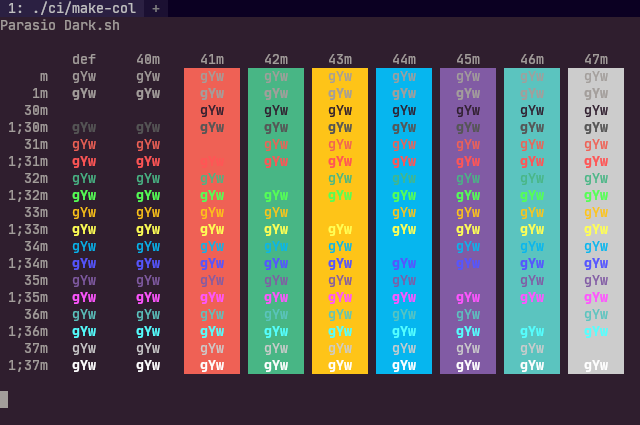 1: ./ci/make-col +
Parasio Dark.sh
def 40m 41m 42m 43m 44m 45m 46m 47m
m gYw gYw gYw gYw gYw gYw gYw gYw gYw
1m gYw gYw gYw gYw gYw gYw gYw gYw gYw
30m gYw gYw gYw gYw gYw gYw gYw
1;30m gYw gYw gYw gYw gYw gYw gYw gYw gYw
31m gYw gYw gYw gYw gYw gYw gYw gYw
1;31m gYw gYw gYw gYw gYw gYw gYw gYw gYw
32m gYw gYw gYw gYw gYw gYw gYw gYw
1;32m gYw gYw gYw gYw gYw gYw gYw gYw gYw
33m gYw gYw gYw gYw gYw gYw gYw gYw
1;33m gYw gYw gYw gYw gYw gYw gYw gYw gYw
34m gYw gYw gYw gYw gYw gYw gYw gYw
1;34m gYw gYw gYw gYw gYw gYw gYw gYw gYw
35m gYw gYw gYw gYw gYw gYw gYw gYw
1;35m gYw gYw gYw gYw gYw gYw gYw gYw gYw
36m gYw gYw gYw gYw gYw gYw gYw gYw
1;36m gYw gYw gYw gYw gYw gYw gYw gYw gYw
37m gYw gYw gYw gYw gYw gYw gYw gYw
1;37m gYw gYw gYw gYw gYw gYw gYw gYw gYw